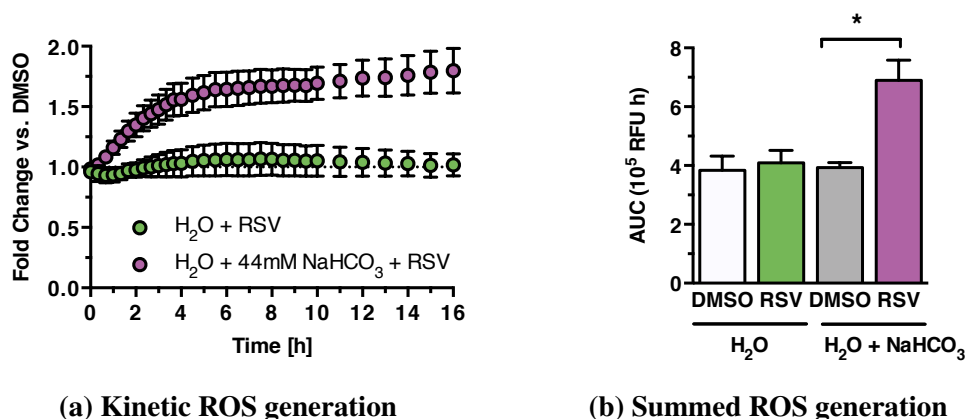 Fold Change vs. DMSO
2.0
1.5
1.0
0.5
0.0
H₂O + RSV
H₂O + 44mM NaHCO₃ + RSV
0 2 4 6 8 10 12 14 16
Time [h]
(a) Kinetic ROS generation
AUC (10⁵ RFU h)
8
6
4
2
0
*
DMSO RSV DMSO RSV
H₂O H₂O + NaHCO₃
(b) Summed ROS generation